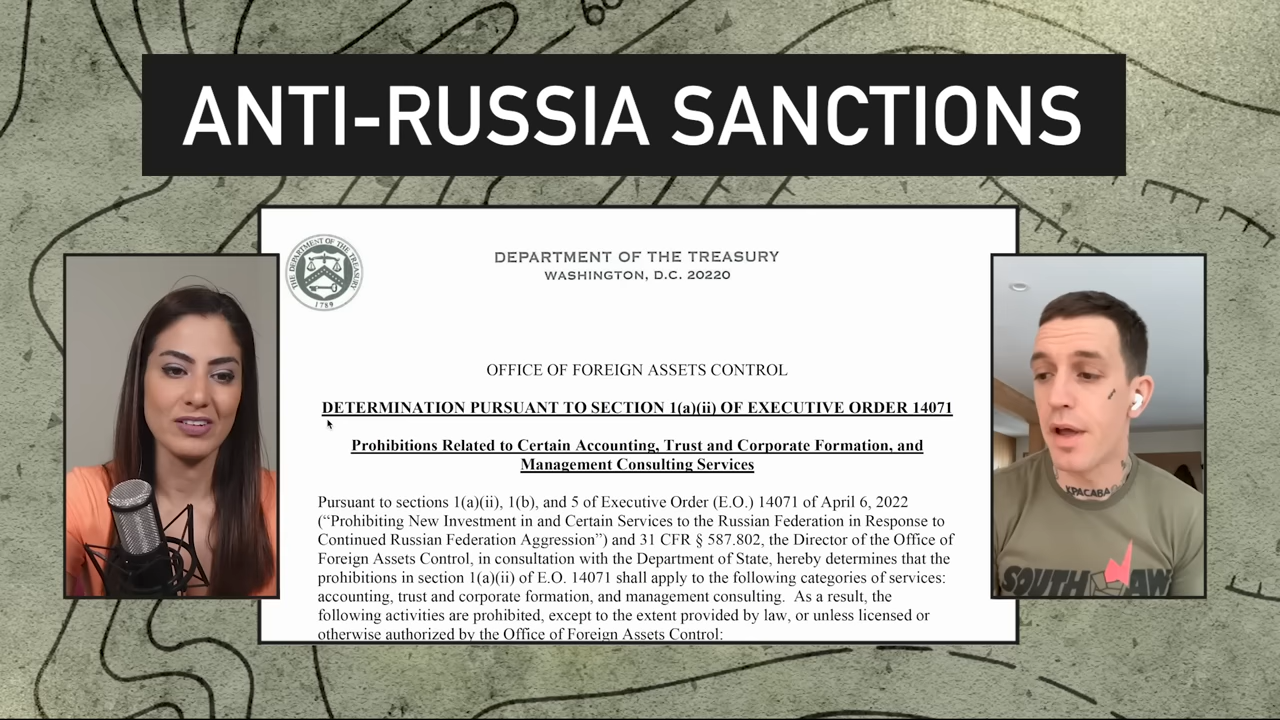 60
ANTI-RUSSIA SANCTIONS
THE DEPARTMENT OF THE TREASURY
1789
DEPARTMENT OF THE TREASURY
WASHINGTON, D.C. 20220
OFFICE OF FOREIGN ASSETS CONTROL
DETERMINATION PURSUANT TO SECTION 1(a)(ii) OF EXECUTIVE ORDER 14071
Prohibitions Related to Certain Accounting, Trust and Corporate Formation, and
Management Consulting Services
Pursuant to sections 1(a)(ii), 1(b), and 5 of Executive Order (E.O.) 14071 of April 6, 2022
(“Prohibiting New Investment in and Certain Services to the Russian Federation in Response to
Continued Russian Federation Aggression”) and 31 CFR § 587.802, the Director of the Office of
Foreign Assets Control, in consultation with the Department of State, hereby determines that the
prohibitions in section 1(a)(ii) of E.O. 14071 shall apply to the following categories of services:
accounting, trust and corporate formation, and management consulting.  As a result, the
following activities are prohibited, except to the extent provided by law, or unless licensed or
otherwise authorized by the Office of Foreign Assets Control:
КРАСАВА
SOUTH